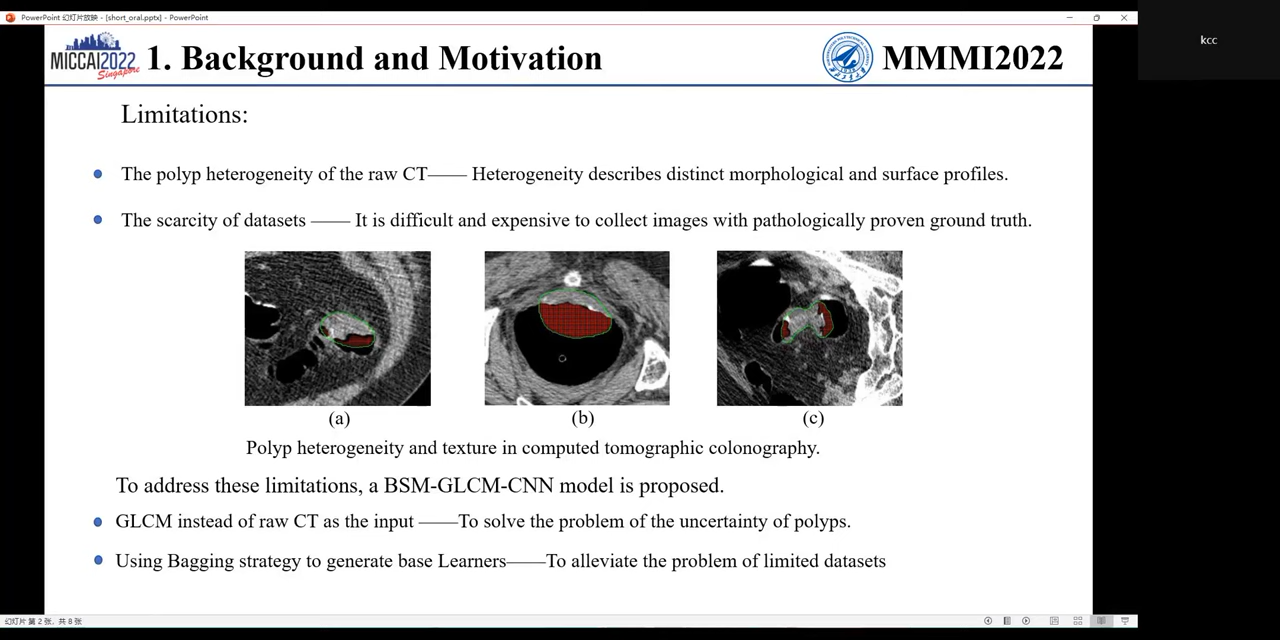 PowerPoint 幻灯片放映 - [short_oral.pptx] - PowerPoint
kcc
MICCAI2022
Singapore
1. Background and Motivation
MMMI2022
Limitations:
The polyp heterogeneity of the raw CT—— Heterogeneity describes distinct morphological and surface profiles.
The scarcity of datasets —— It is difficult and expensive to collect images with pathologically proven ground truth.
(a)
(b)
(c)
Polyp heterogeneity and texture in computed tomographic colonography.
To address these limitations, a BSM-GLCM-CNN model is proposed.
GLCM instead of raw CT as the input ——To solve the problem of the uncertainty of polyps.
Using Bagging strategy to generate base Learners——To alleviate the problem of limited datasets
幻灯片 第 2 张，共 8 张